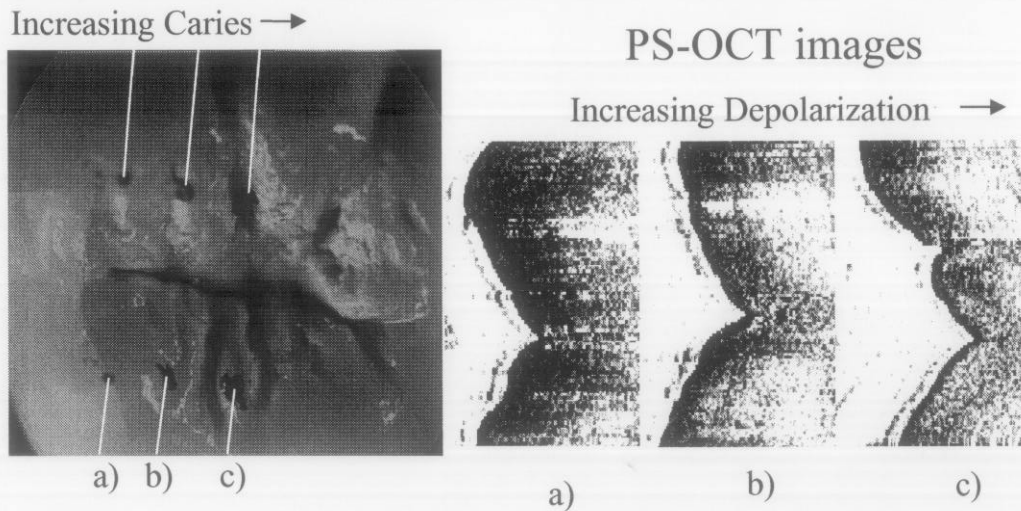 Increasing Caries →
PS-OCT images
Increasing Depolarization →
a) b) c)
a) b) c)